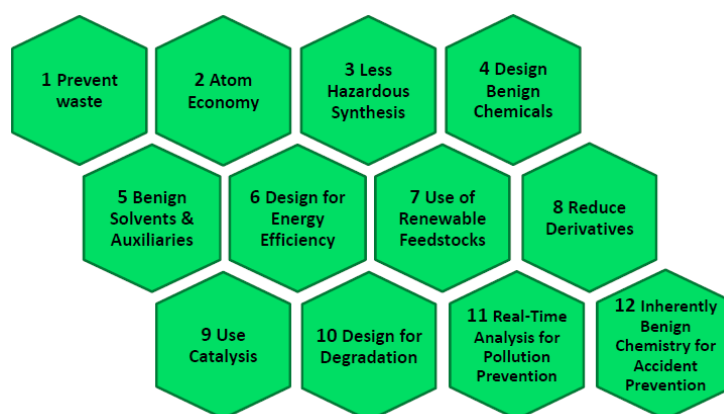 1 Prevent
waste
2 Atom
Economy
3 Less
Hazardous
Synthesis
4 Design
Benign
Chemicals
5 Benign
Solvents &
Auxiliaries
6 Design for
Energy
Efficiency
7 Use of
Renewable
Feedstocks
8 Reduce
Derivatives
9 Use
Catalysis
10 Design for
Degradation
11 Real-Time
Analysis for
Pollution
Prevention
12 Inherently
Benign
Chemistry for
Accident
Prevention